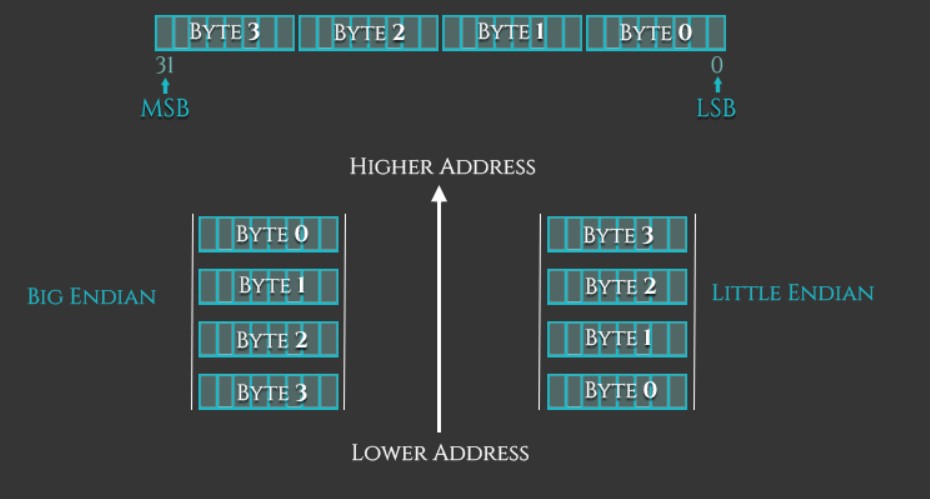 Byte 3 Byte 2 Byte 1 Byte 0
31 0
MSB LSB
Higher Address
Byte 0
Byte 1
Big Endian
Byte 2
Byte 3
Byte 3
Byte 2
Little Endian
Byte 1
Byte 0
Lower Address